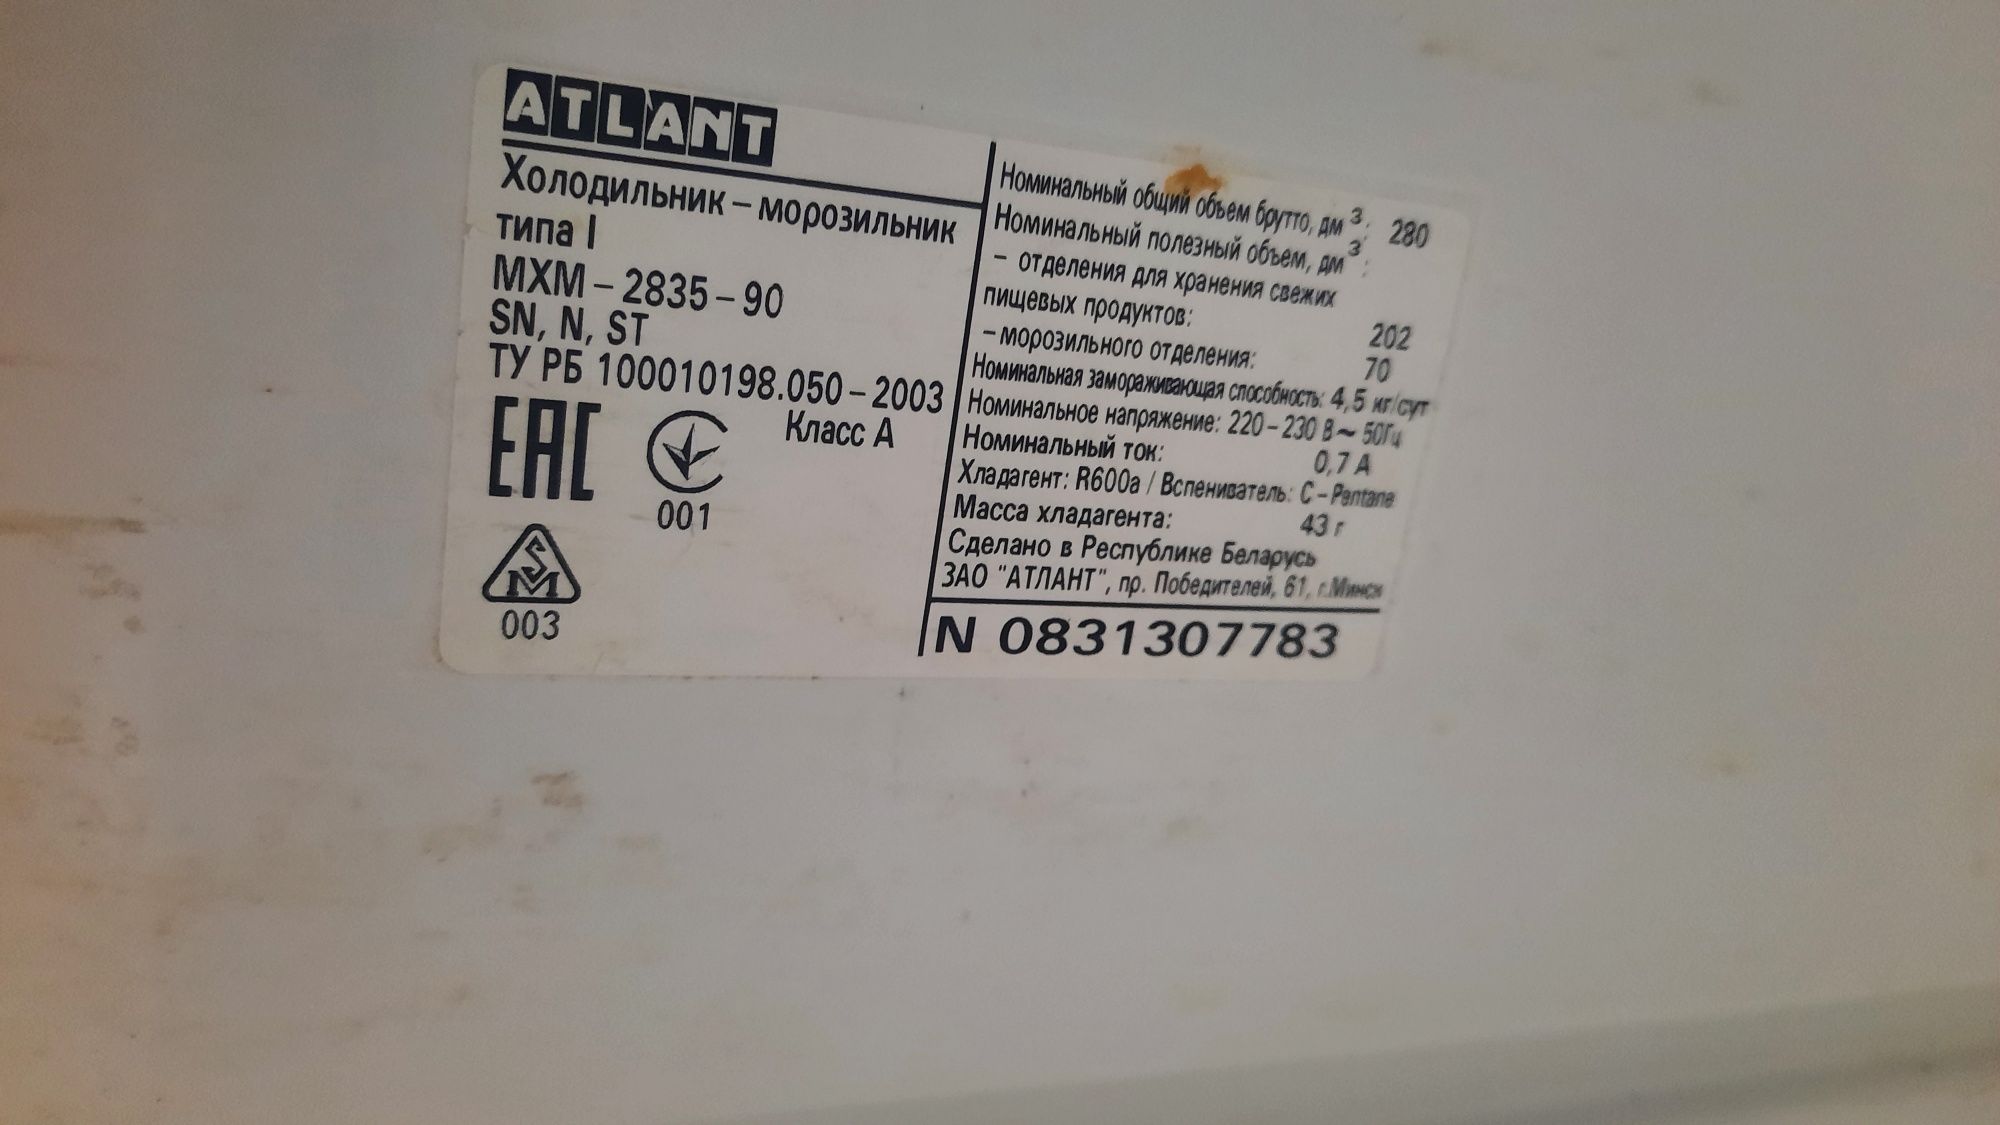 ATLANT
Холодильник – морозильник
типа I
МХМ – 2835 – 90
SN, N, ST
ТУ РБ 100010198.050 – 2003
Класс А
EAC
001
SM
003
Номинальный общий объем брутто, дм³: 280
Номинальный полезный объем, дм³:
– отделения для хранения свежих
пищевых продуктов: 202
– морозильного отделения: 70
Номинальная замораживающая способность: 4,5 кг/сут
Номинальное напряжение: 220 – 230 В ~ 50Гц
Номинальный ток: 0,7 А
Хладагент: R600a / Вспениватель: C – Pentane
Масса хладагента: 43 г
Сделано в Республике Беларусь
ЗАО "АТЛАНТ", пр. Победителей, 61, г.Минск
N 0831307783